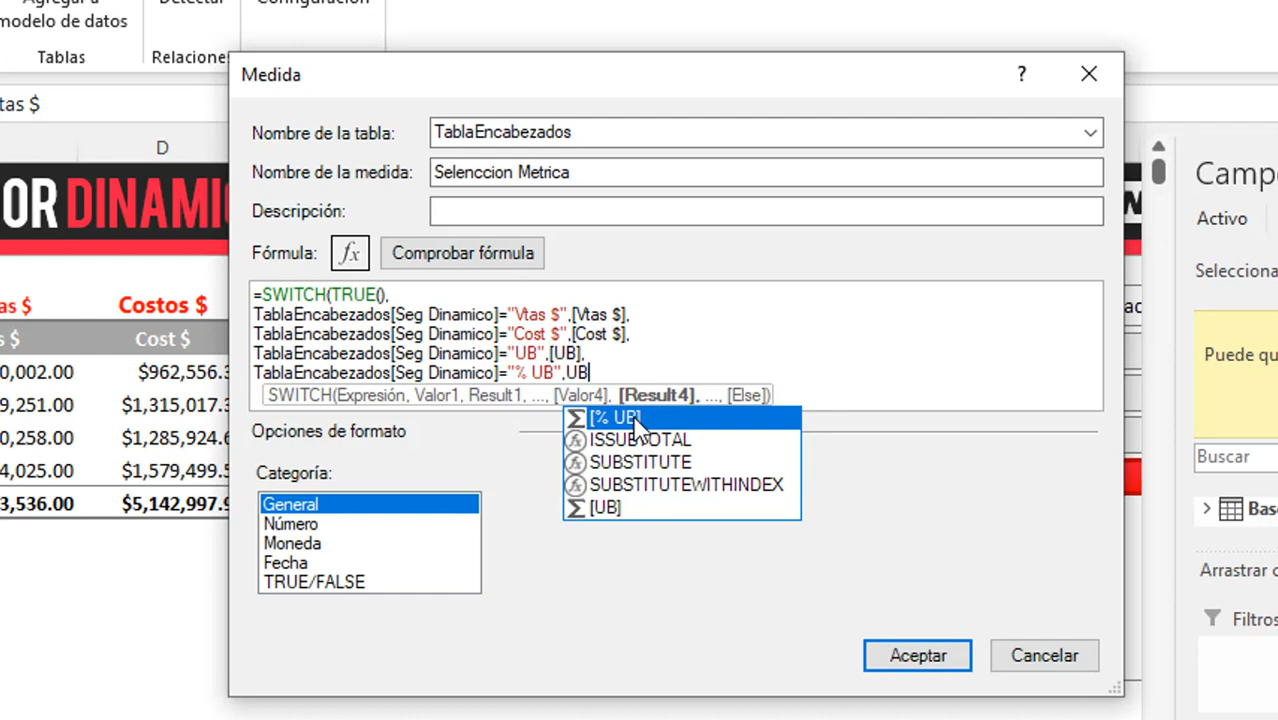 Agregar a
modelo de datos
Detectar
Configuración
Tablas
Relaciones
Medida
?
tas $
Nombre de la tabla:
TablaEncabezados
Nombre de la medida:
Selenccion Metrica
Descripción:
Fórmula:
fx
Comprobar fórmula
=SWITCH(TRUE(),
TablaEncabezados[Seg Dinamico]="Vtas $",[Vtas $],
TablaEncabezados[Seg Dinamico]="Cost $",[Cost $],
TablaEncabezados[Seg Dinamico]="UB",[UB],
TablaEncabezados[Seg Dinamico]="% UB",UB
SWITCH(Expresión, Valor1, Result1, ..., [Valor4], [Result4], ..., [Else])
[% UB]
ISSUBTOTAL
SUBSTITUTE
SUBSTITUTEWITHINDEX
[UB]
Opciones de formato
Categoría:
General
Número
Moneda
Fecha
TRUE/FALSE
Aceptar
Cancelar
D
OR DINAMI
as $
Costos $
s $
Cost $
0,002.00
$962,556.3
9,251.00
$1,315,017.3
0,258.00
$1,285,294.9
4,025.00
$1,579,499.5
3,536.00
$5,142,997.9
Camp
Activo
Selecciona
Puede qu
Buscar
Bas
Arrastrar c
Filtros